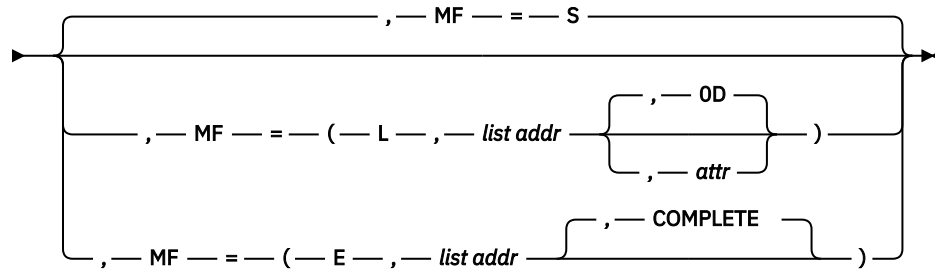 , MF = S
, 0D
, MF = ( L , list addr )
, attr
, COMPLETE
, MF = ( E , list addr )